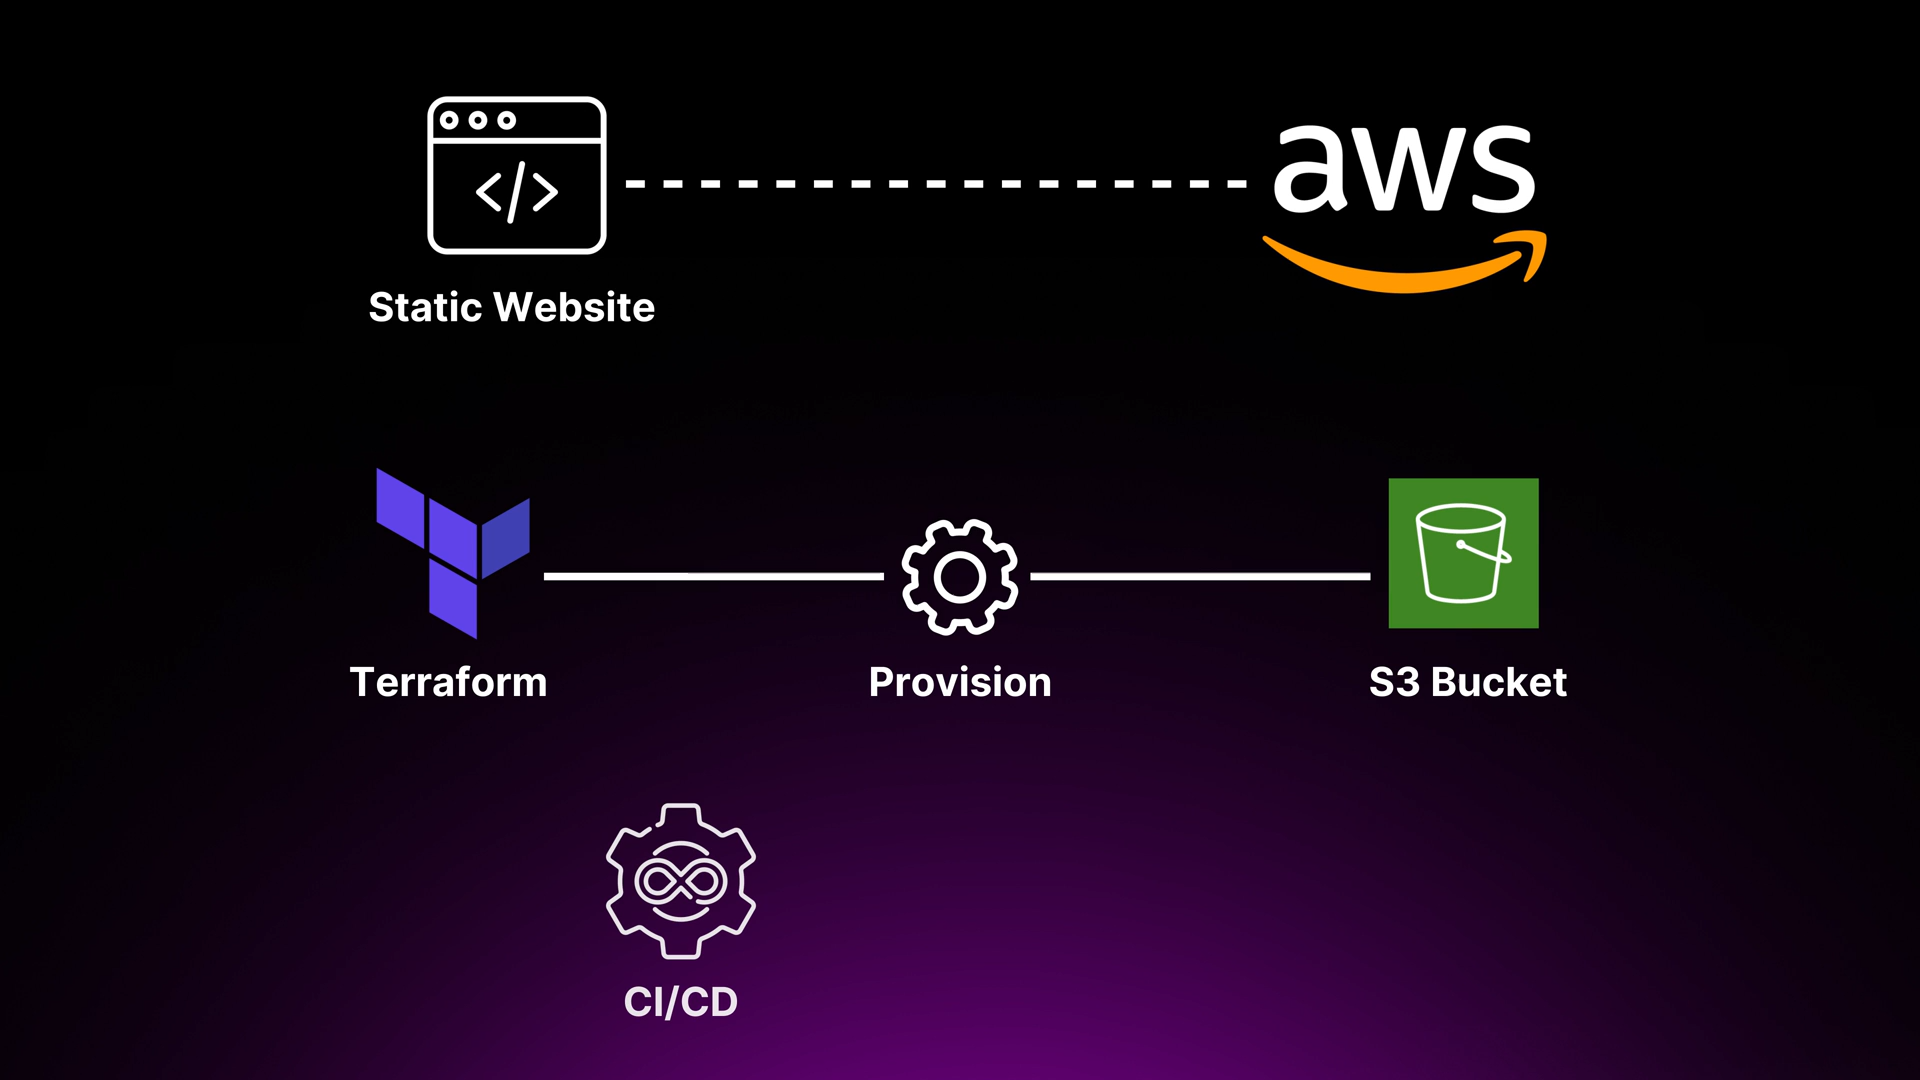 aws
Static Website
Terraform
Provision
S3 Bucket
CI/CD